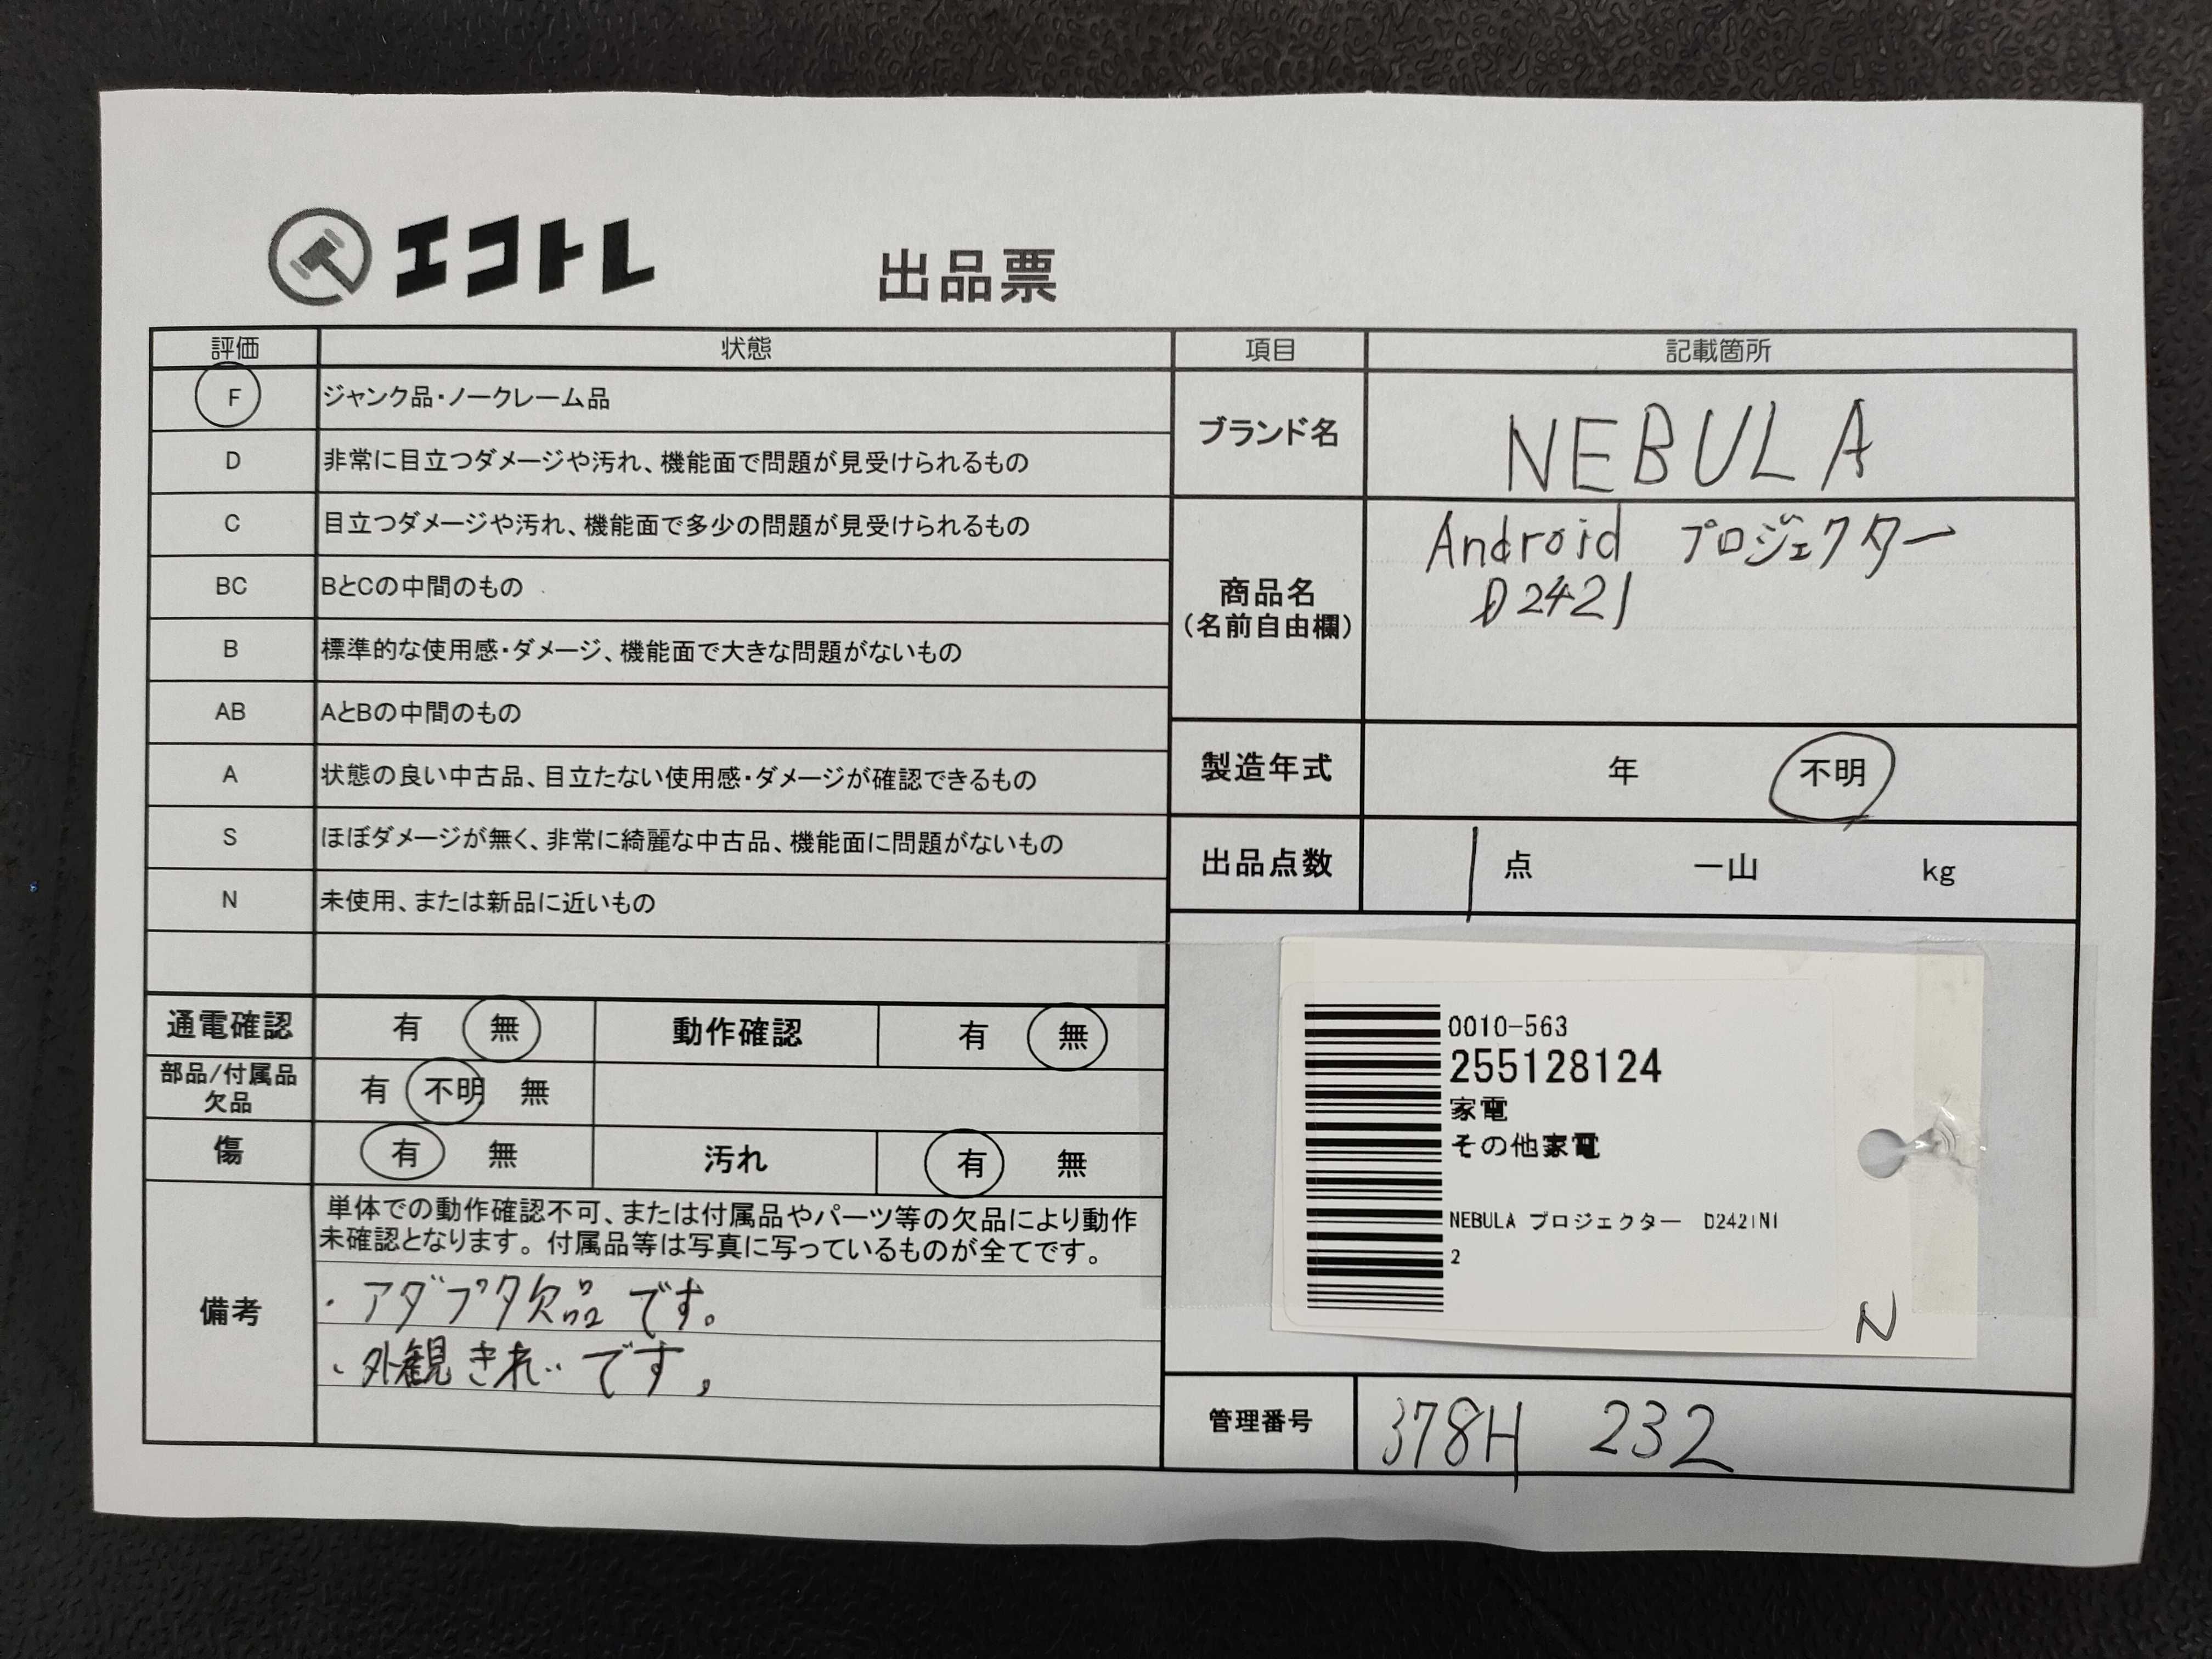 エコトレ
出品票
評価 状態
F ジャンク品・ノークレーム品
D 非常に目立つダメージや汚れ、機能面で問題が見受けられるもの
C 目立つダメージや汚れ、機能面で多少の問題が見受けられるもの
BC BとCの中間のもの
B 標準的な使用感・ダメージ、機能面で大きな問題がないもの
AB AとBの中間のもの
A 状態の良い中古品、目立たない使用感・ダメージが確認できるもの
S ほぼダメージが無く、非常に綺麗な中古品、機能面に問題がないもの
N 未使用、または新品に近いもの
通電確認 有 無 動作確認 有 無
部品/付属品
欠品
有 不明 無
傷 有 無 汚れ 有 無
備考
単体での動作確認不可、または付属品やパーツ等の欠品により動作
未確認となります。付属品等は写真に写っているものが全てです。
・アダプタ欠品です。
・外観きれいです。
項目 記載箇所
ブランド名 NEBULA
商品名
(名前自由欄)
Android プロジェクター
D2421
製造年式 年 不明
出品点数 1 点 一山 kg
0010-563
255128124
家電
その他家電
NEBULA プロジェクター D2421N1
2
N
管理番号 378H 232